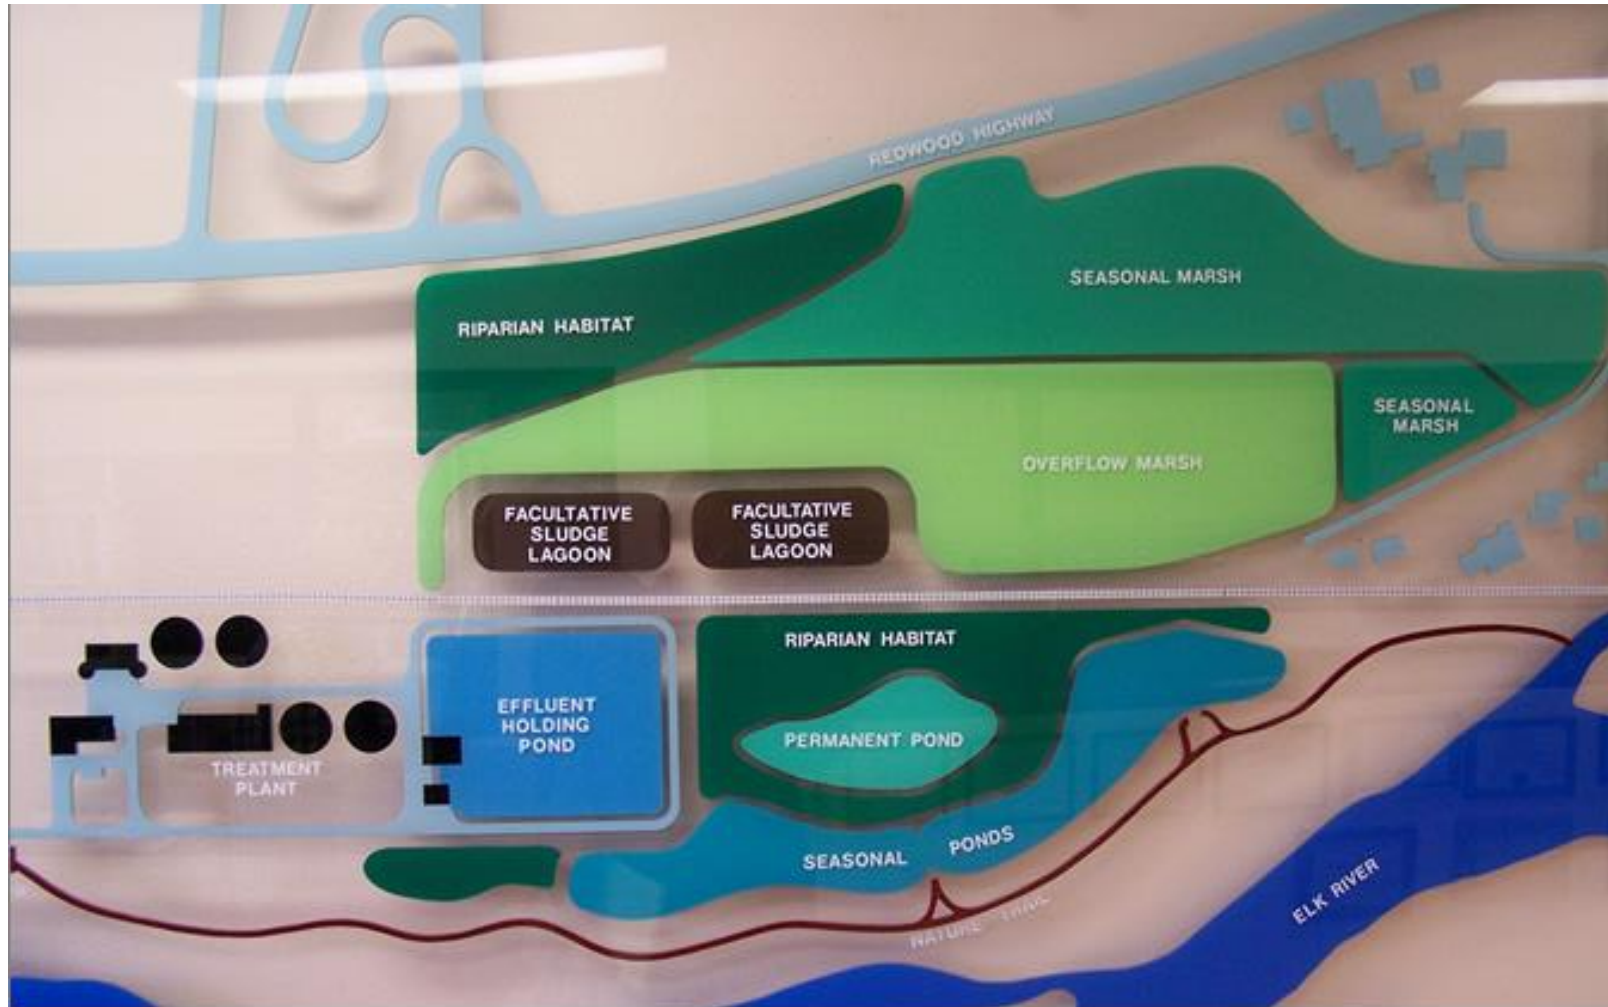 REDWOOD HIGHWAY
SEASONAL MARSH
RIPARIAN HABITAT
SEASONAL
MARSH
OVERFLOW MARSH
FACULTATIVE
SLUDGE
LAGOON
FACULTATIVE
SLUDGE
LAGOON
RIPARIAN HABITAT
EFFLUENT
HOLDING
POND
PERMANENT POND
TREATMENT
PLANT
SEASONAL PONDS
ELK RIVER
NATURE TRAIL